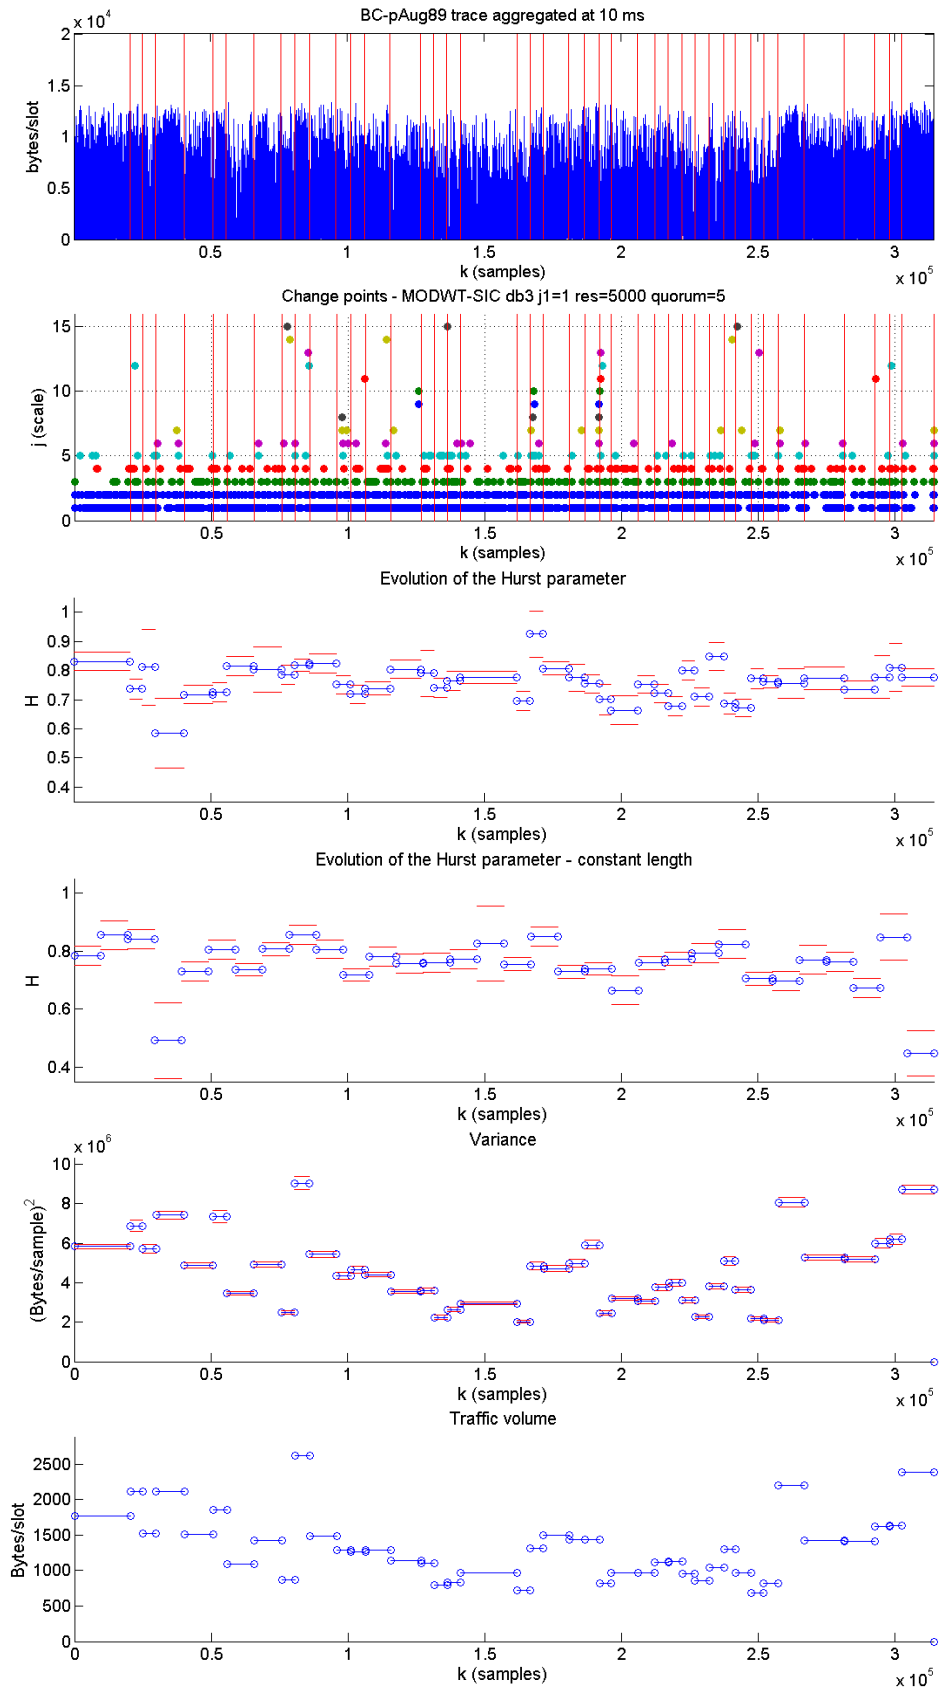 BC-pAug89 trace aggregated at 10 ms
x 10^4
2
1.5
1
0.5
0
bytes/slot
0.5 1 1.5 2 2.5 3
k (samples)
x 10^5
Change points - MODWT-SIC db3 j1=1 res=5000 quorum=5
15
10
5
0
j (scale)
0.5 1 1.5 2 2.5 3
k (samples)
x 10^5
Evolution of the Hurst parameter
1
0.9
0.8
0.7
0.6
0.5
0.4
H
0.5 1 1.5 2 2.5 3
k (samples)
x 10^5
Evolution of the Hurst parameter - constant length
1
0.8
0.6
0.4
H
0.5 1 1.5 2 2.5 3
k (samples)
x 10^5
Variance
x 10^6
10
8
6
4
2
0
(Bytes/sample)^2
0 0.5 1 1.5 2 2.5 3
k (samples)
x 10^5
Traffic volume
2500
2000
1500
1000
500
0
Bytes/slot
0 0.5 1 1.5 2 2.5 3
k (samples)
x 10^5